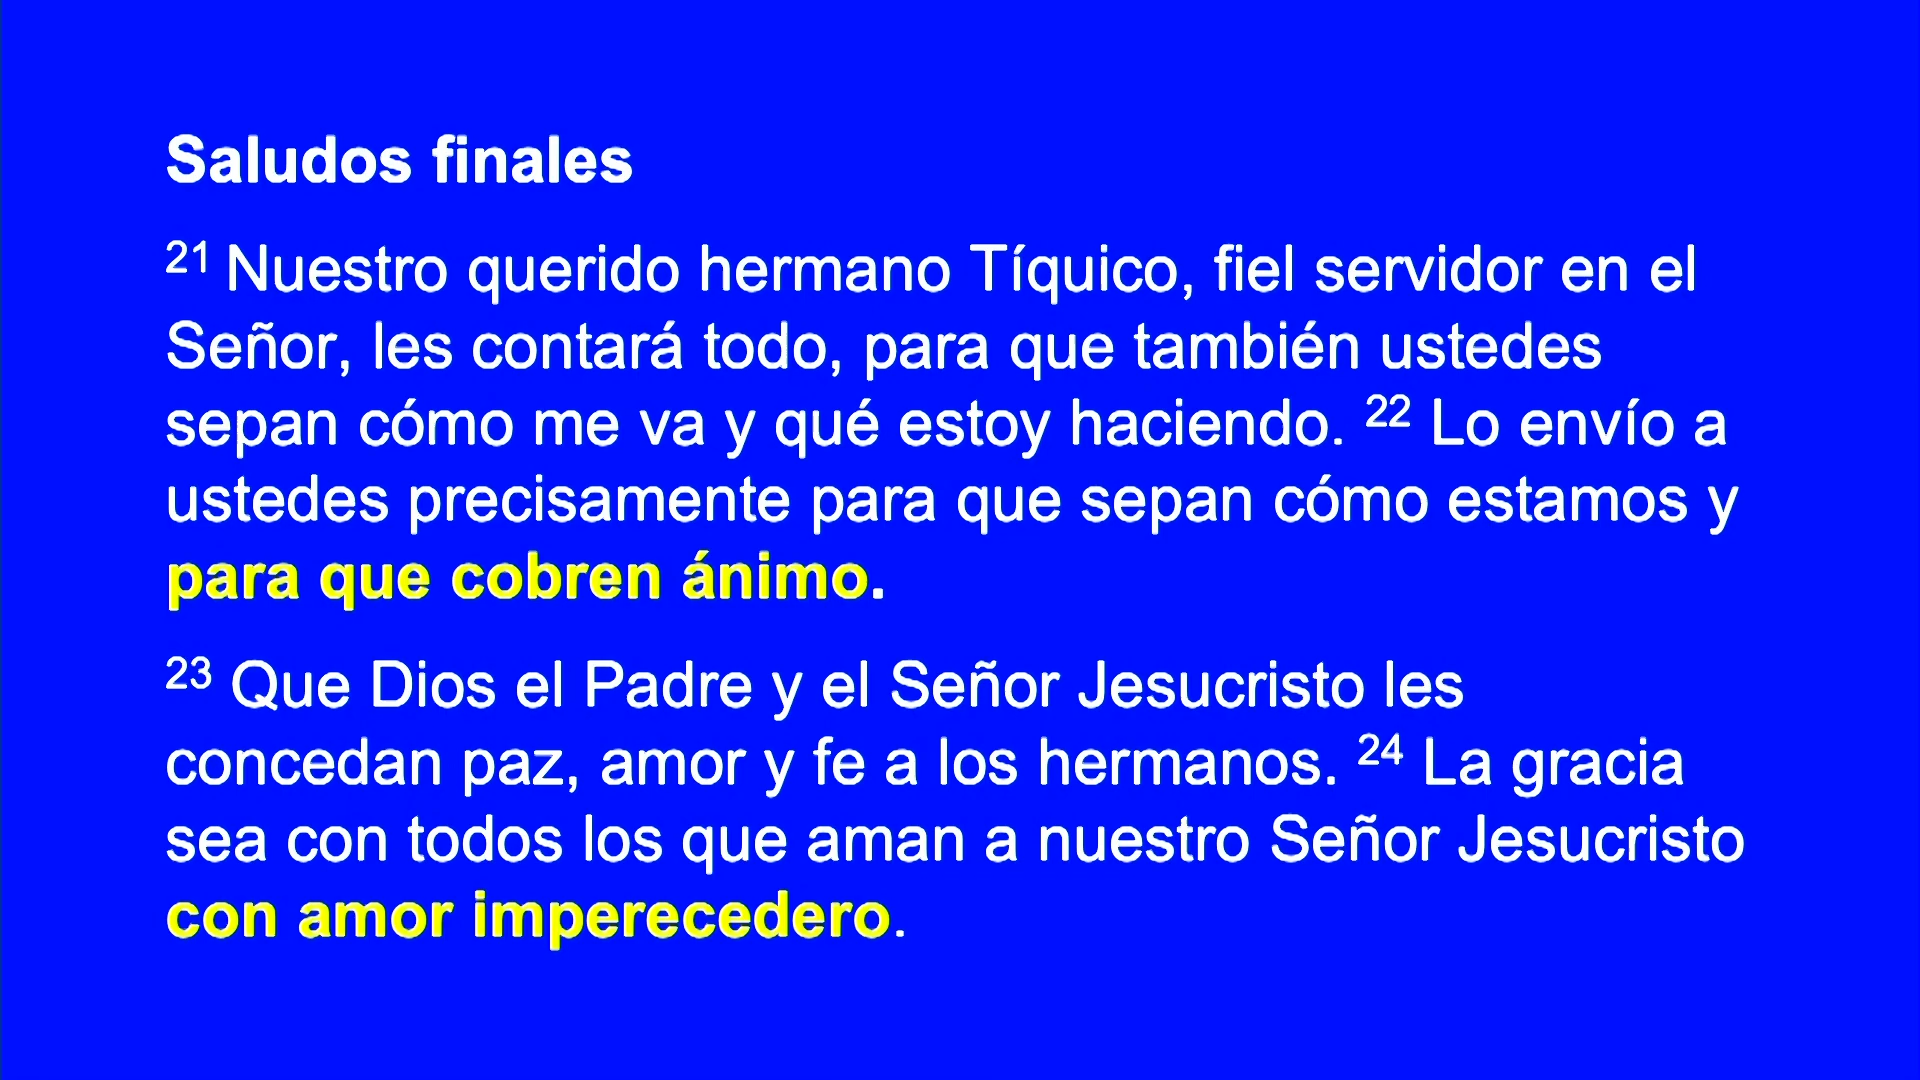 Saludos finales
21 Nuestro querido hermano Tíquico, fiel servidor en el
Señor, les contará todo, para que también ustedes
sepan cómo me va y qué estoy haciendo. 22 Lo envío a
ustedes precisamente para que sepan cómo estamos y
para que cobren ánimo.
23 Que Dios el Padre y el Señor Jesucristo les
concedan paz, amor y fe a los hermanos. 24 La gracia
sea con todos los que aman a nuestro Señor Jesucristo
con amor imperecedero.